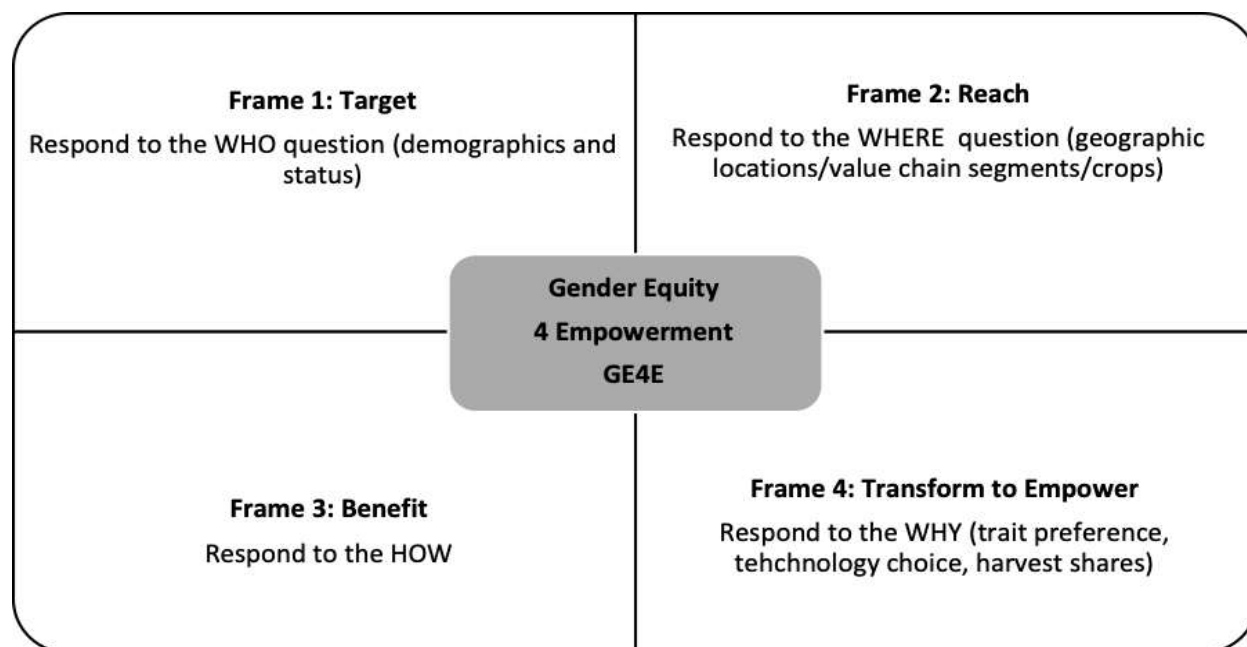 Frame 1: Target
Respond to the WHO question (demographics and
status)
Frame 2: Reach
Respond to the WHERE question (geographic
locations/value chain segments/crops)
Gender Equity
4 Empowerment
GE4E
Frame 3: Benefit
Respond to the HOW
Frame 4: Transform to Empower
Respond to the WHY (trait preference,
tehchnology choice, harvest shares)